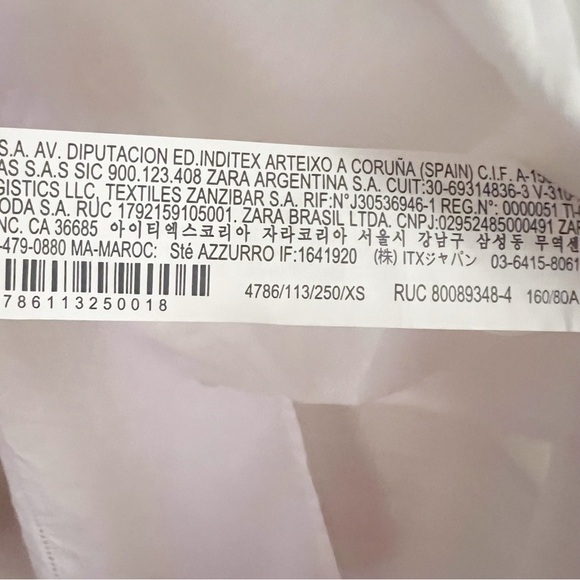 S.A. AV. DIPUTACION ED.INDITEX ARTEIXO A CORUÑA (SPAIN) C.I.F. A-15
AS S.A.S SIC 900.123.408 ZARA ARGENTINA S.A. CUIT:30-69314836-3 V-310
GISTICS LLC, TEXTILES ZANZIBAR S.A. RIF:N°J30536946-1 REG.N°: 0000051 TL
ODA S.A. RUC 1792159105001. ZARA BRASIL LTDA. CNPJ:02952485000491 ZAR
NC. CA 36685 아이티엑스코리아 자라코리아 서울시 강남구 삼성동 무역센
-479-0880 MA-MAROC: Sté AZZURRO IF:1641920 (株) ITXジャパン 03-6415-8061
4786/113/250/XS RUC 80089348-4 160/80A
786113250018